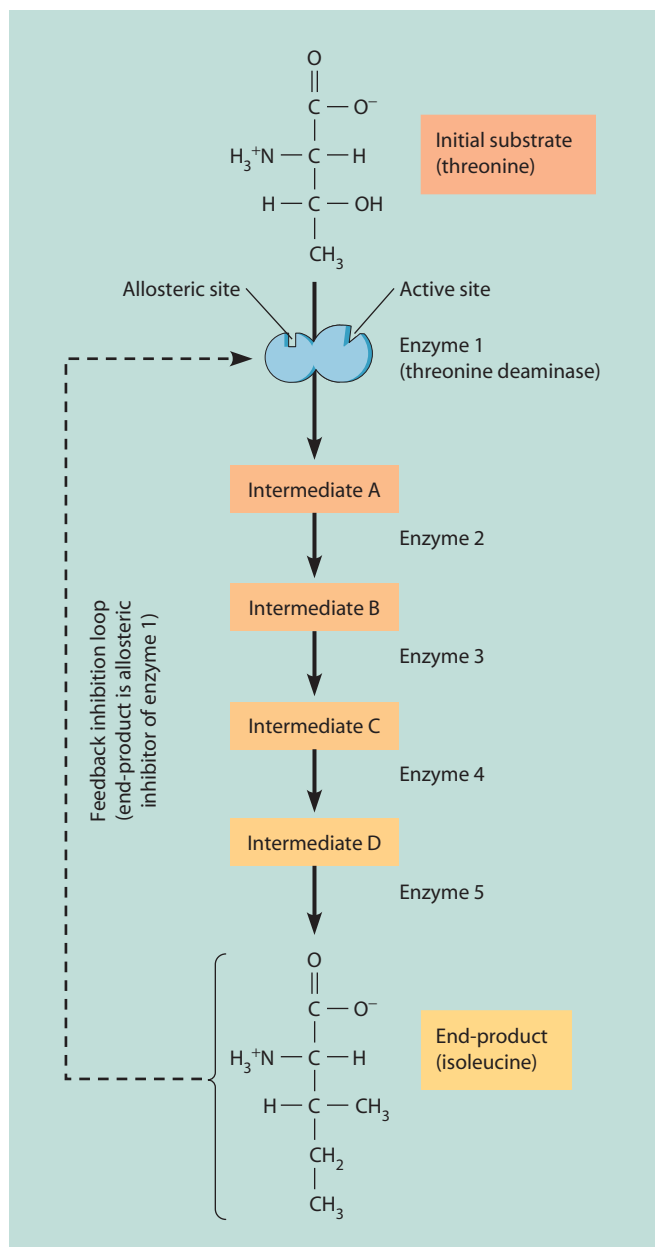 O
C — O⁻
H₃⁺N — C — H
H — C — OH
CH₃
Initial substrate
(threonine)
Allosteric site
Active site
Enzyme 1
(threonine deaminase)
Intermediate A
Enzyme 2
Intermediate B
Enzyme 3
Intermediate C
Enzyme 4
Intermediate D
Enzyme 5
Feedback inhibition loop
(end-product is allosteric
inhibitor of enzyme 1)
O
C — O⁻
H₃⁺N — C — H
H — C — CH₃
CH₂
CH₃
End-product
(isoleucine)